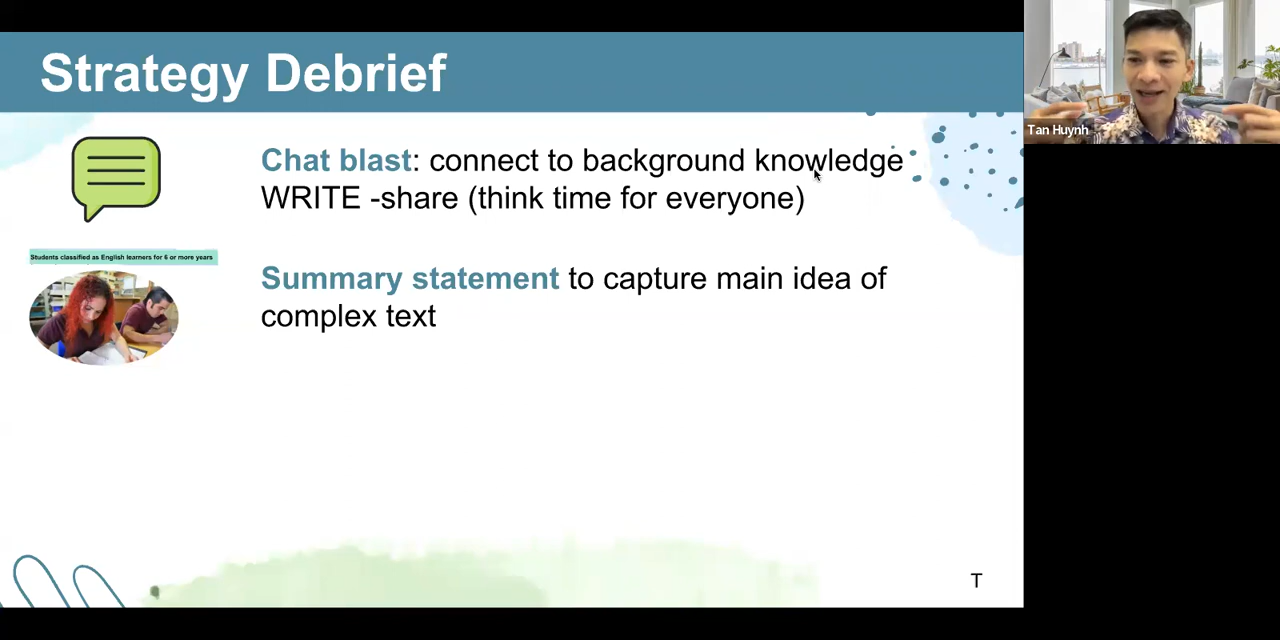 Strategy Debrief
Tan Huynh
Chat blast: connect to background knowledge
WRITE -share (think time for everyone)
Students classified as English learners for 6 or more years
Summary statement to capture main idea of
complex text
T